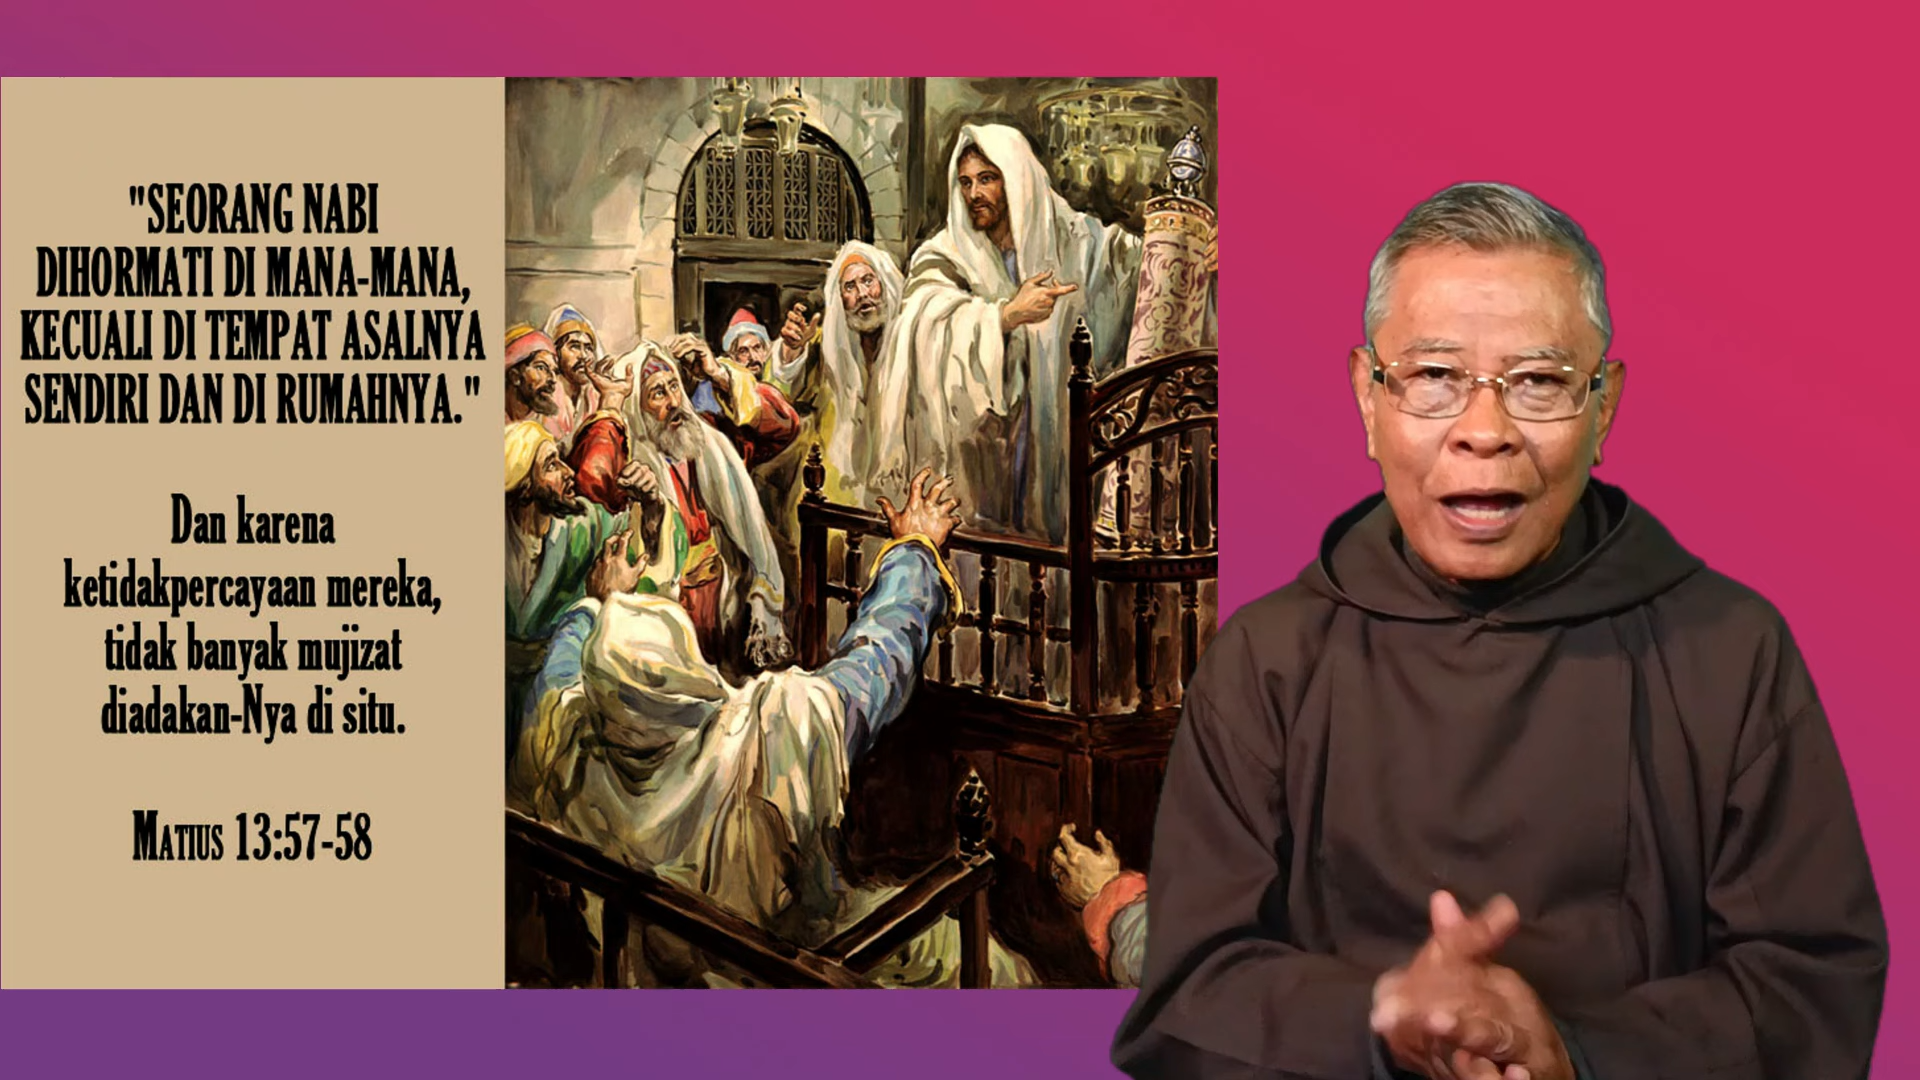 "SEORANG NABI
DIHORMATI DI MANA-MANA,
KECUALI DI TEMPAT ASALNYA
SENDIRI DAN DI RUMAHNYA."
Dan karena
ketidakpercayaan mereka,
tidak banyak mujizat
diadakan-Nya di situ.
MATIUS 13:57-58